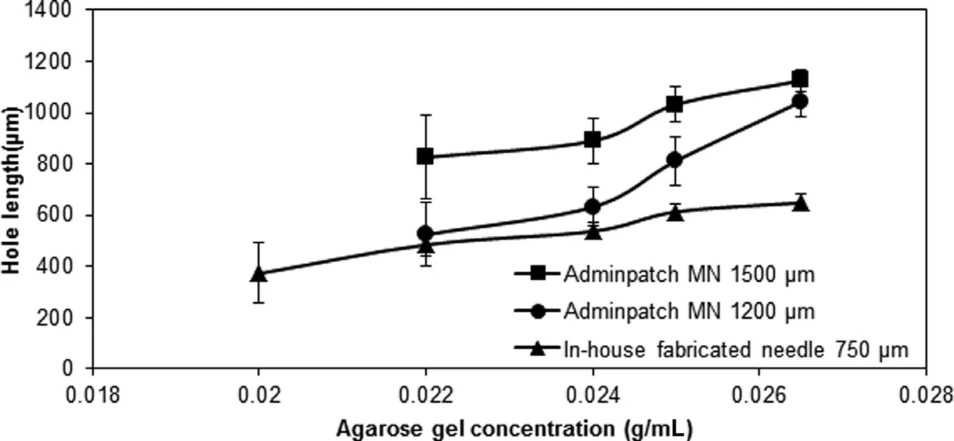 1400
1200
1000
800
600
400
200
0
Hole length(µm)
Adminpatch MN 1500 µm
Adminpatch MN 1200 µm
In-house fabricated needle 750 µm
0.018 0.02 0.022 0.024 0.026 0.028
Agarose gel concentration (g/mL)